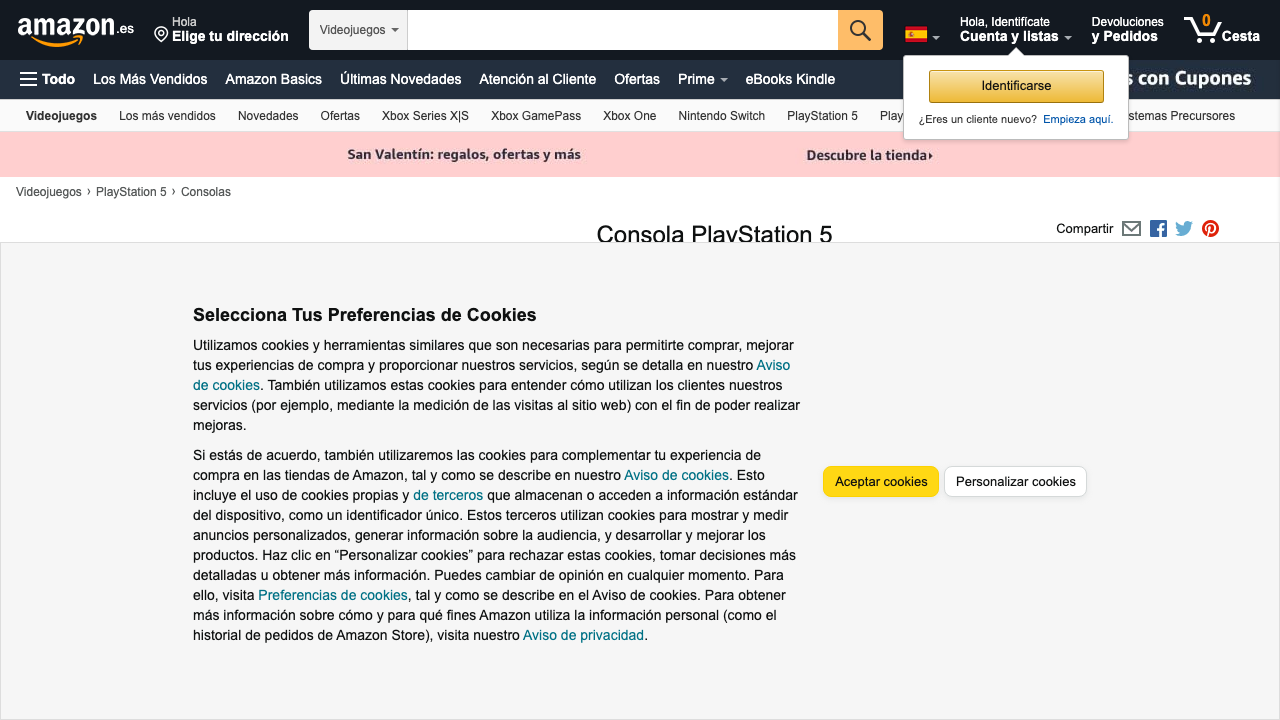 amazon.es
Hola
Elige tu dirección
Videojuegos
Hola, Identifícate
Cuenta y listas
Devoluciones
y Pedidos
0
Cesta
Todo
Los Más Vendidos
Amazon Basics
Últimas Novedades
Atención al Cliente
Ofertas
Prime
eBooks Kindle
s con Cupones
Identificarse
¿Eres un cliente nuevo? Empieza aquí.
Videojuegos
Los más vendidos
Novedades
Ofertas
Xbox Series X|S
Xbox GamePass
Xbox One
Nintendo Switch
PlayStation 5
Play
stemas Precursores
San Valentín: regalos, ofertas y más
Descubre la tienda
Videojuegos › PlayStation 5 › Consolas
Consola PlayStation 5
Compartir
Selecciona Tus Preferencias de Cookies
Utilizamos cookies y herramientas similares que son necesarias para permitirte comprar, mejorar
tus experiencias de compra y proporcionar nuestros servicios, según se detalla en nuestro Aviso
de cookies. También utilizamos estas cookies para entender cómo utilizan los clientes nuestros
servicios (por ejemplo, mediante la medición de las visitas al sitio web) con el fin de poder realizar
mejoras.
Si estás de acuerdo, también utilizaremos las cookies para complementar tu experiencia de
compra en las tiendas de Amazon, tal y como se describe en nuestro Aviso de cookies. Esto
incluye el uso de cookies propias y de terceros que almacenan o acceden a información estándar
del dispositivo, como un identificador único. Estos terceros utilizan cookies para mostrar y medir
anuncios personalizados, generar información sobre la audiencia, y desarrollar y mejorar los
productos. Haz clic en “Personalizar cookies” para rechazar estas cookies, tomar decisiones más
detalladas u obtener más información. Puedes cambiar de opinión en cualquier momento. Para
ello, visita Preferencias de cookies, tal y como se describe en el Aviso de cookies. Para obtener
más información sobre cómo y para qué fines Amazon utiliza la información personal (como el
historial de pedidos de Amazon Store), visita nuestro Aviso de privacidad.
Aceptar cookies
Personalizar cookies